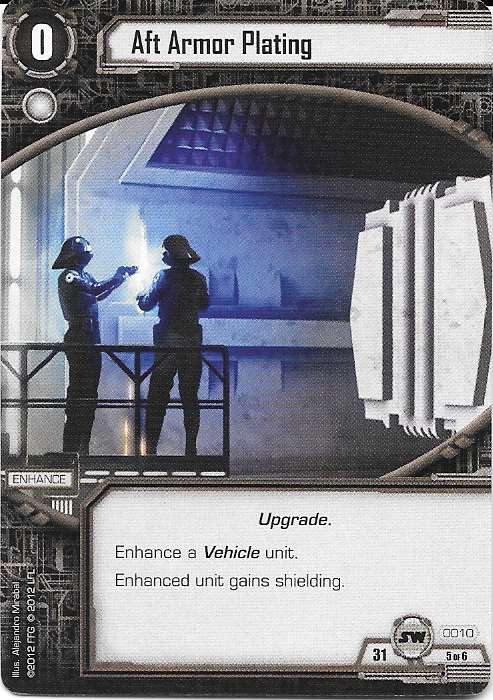 0
Aft Armor Plating
ENHANCE
Upgrade.
Enhance a Vehicle unit.
Enhanced unit gains shielding.
Illus. Alejandro Mirabal
©2012 FFG © 2012 LFL
SW
0010
31
5 of 6